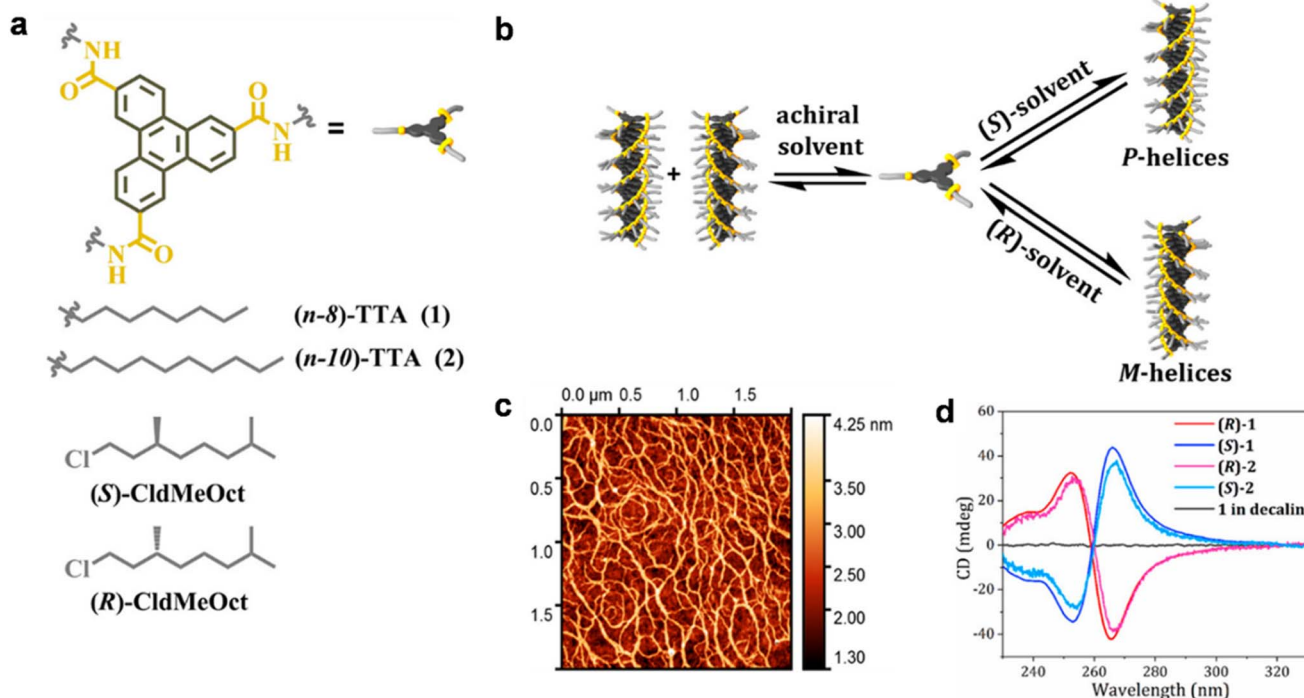 a
NH
O
O
N
H
=
N
H
O
(n-8)-TTA (1)
(n-10)-TTA (2)
Cl
(S)-CldMeOct
Cl
(R)-CldMeOct
b
+
achiral
solvent
(S)-solvent
(R)-solvent
P-helices
M-helices
c
0.0 μm 0.5 1.0 1.5
0.0
0.5
1.0
1.5
4.25 nm
3.50
3.00
2.50
2.00
1.30
d
CD (mdeg)
60
40
20
0
-20
-40
(R)-1
(S)-1
(R)-2
(S)-2
1 in decalin
240 260 280 300 320
Wavelength (nm)